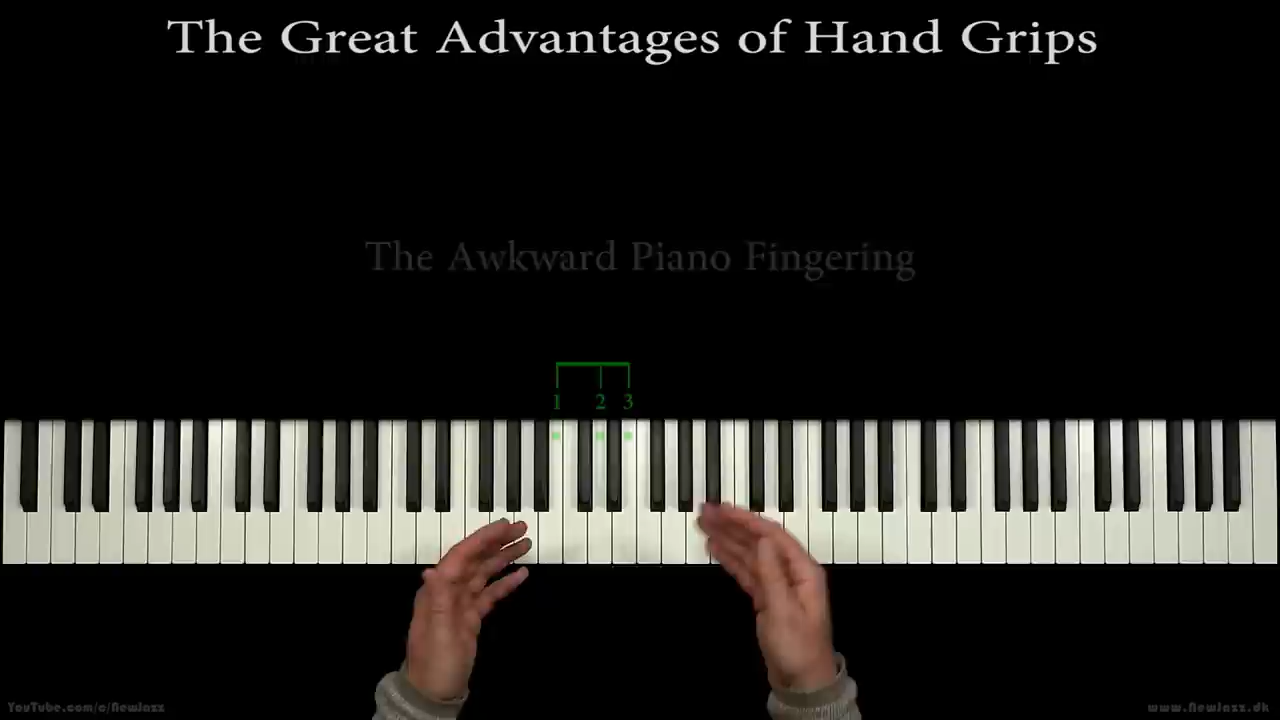 The Great Advantages of Hand Grips
The Awkward Piano Fingering
1 2 3
YouTube.com/c/NewJazz
www.NewJazz.dk